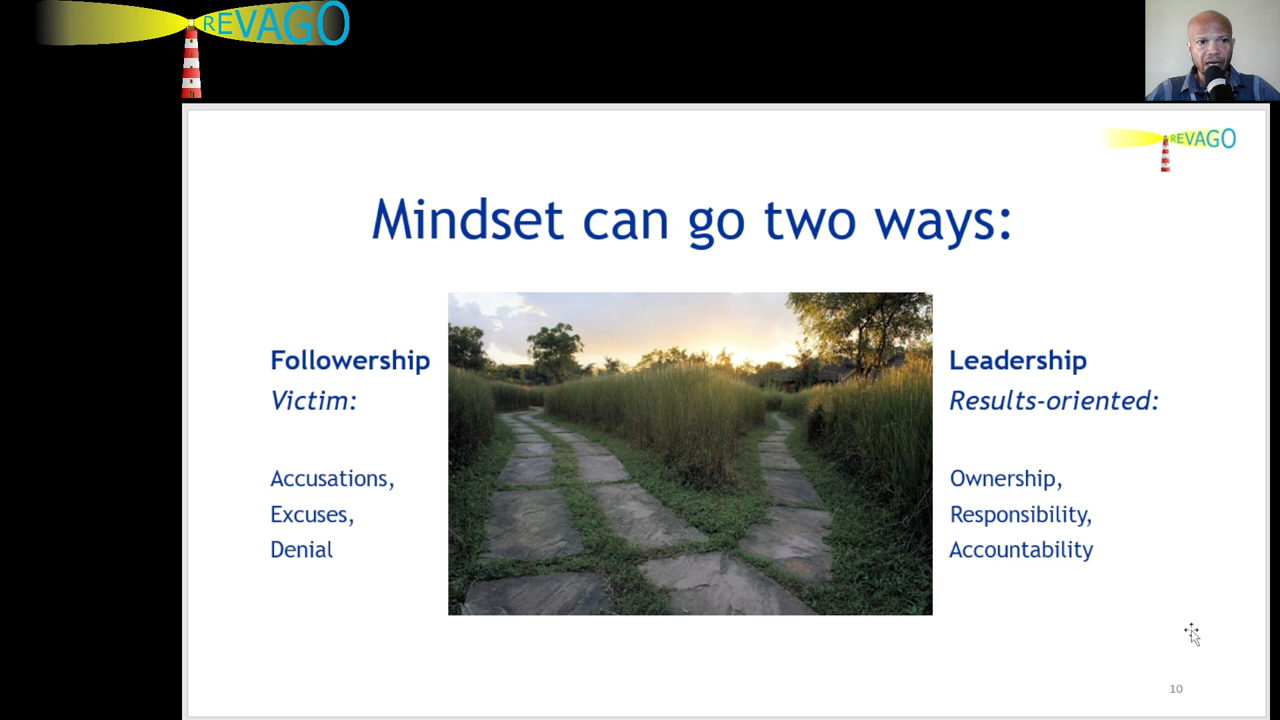 REVAGO
REVAGO
Mindset can go two ways:
Followership
Victim:
Accusations,
Excuses,
Denial
Leadership
Results-oriented:
Ownership,
Responsibility,
Accountability
10